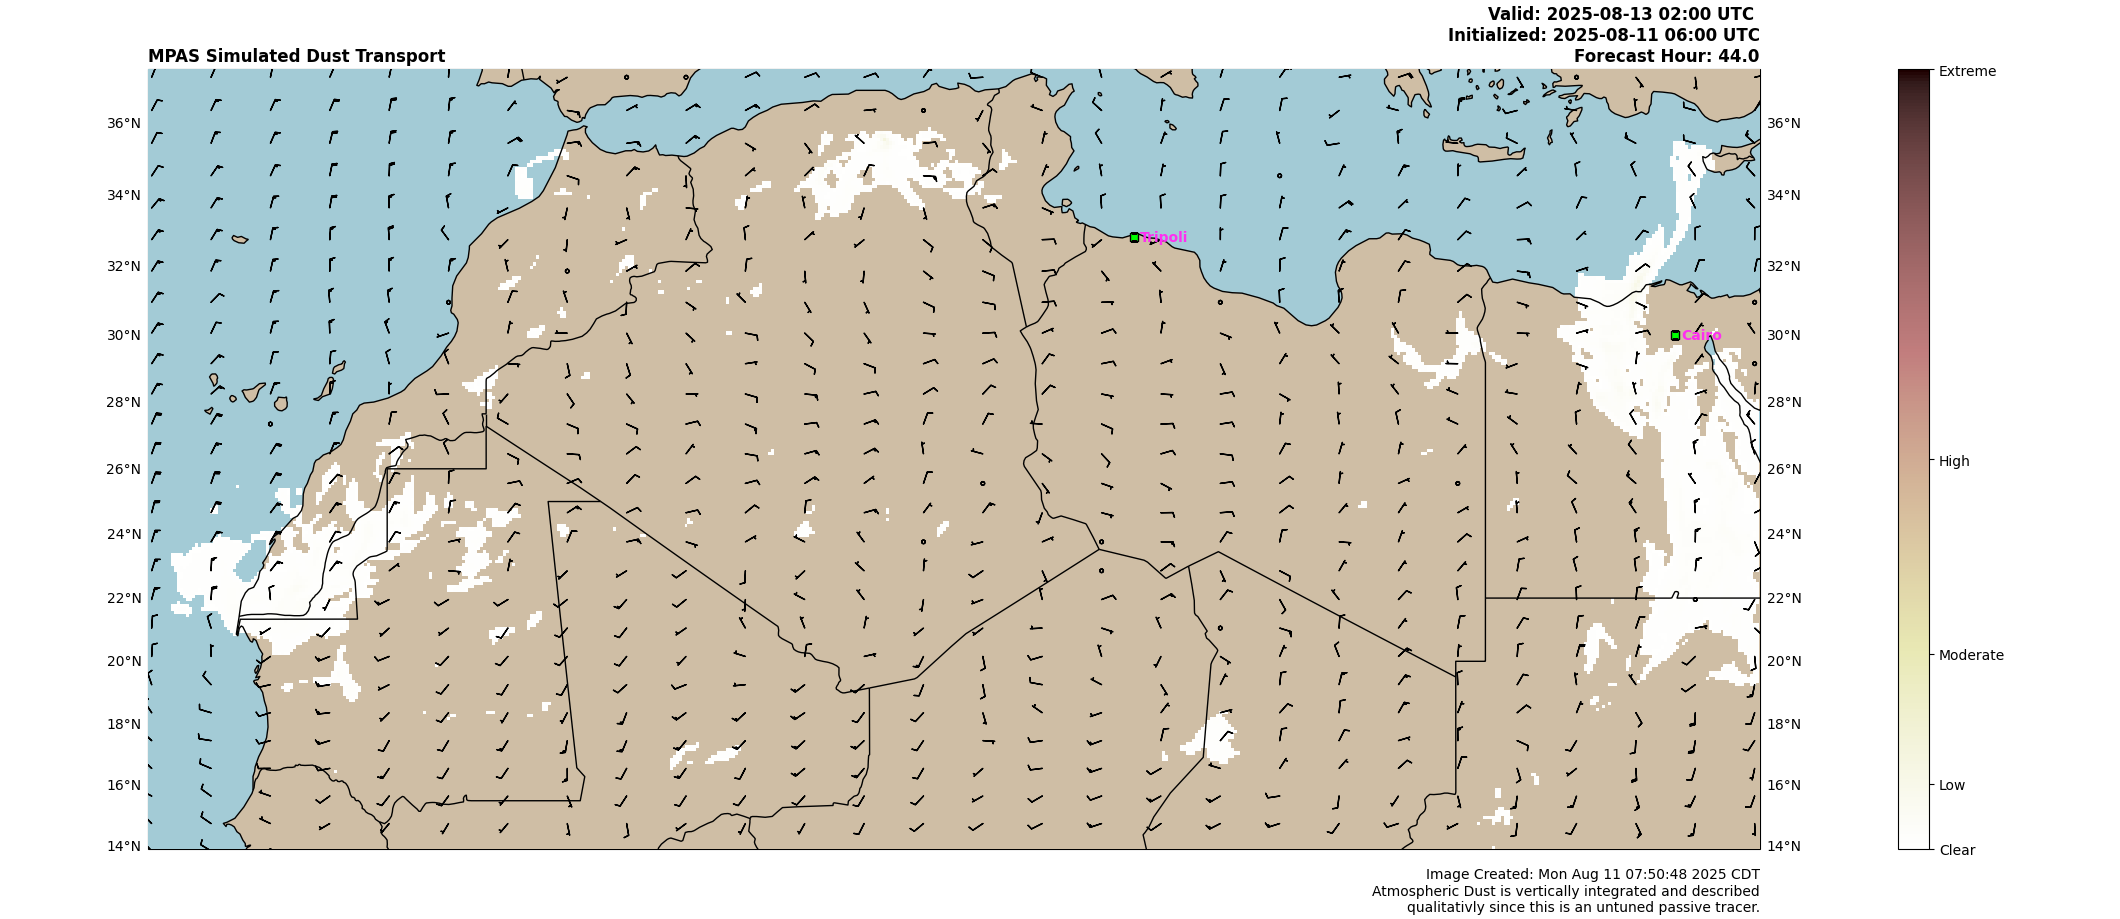 Valid: 2025-08-13 02:00 UTC
Initialized: 2025-08-11 06:00 UTC
MPAS Simulated Dust Transport
Forecast Hour: 44.0
Extreme
36°N
36°N
34°N
34°N
Tripoli
32°N
32°N
30°N
Cairo
30°N
28°N
28°N
26°N
26°N
High
24°N
24°N
22°N
22°N
20°N
20°N
Moderate
18°N
18°N
16°N
16°N
Low
14°N
14°N
Clear
Image Created: Mon Aug 11 07:50:48 2025 CDT
Atmospheric Dust is vertically integrated and described
qualitativly since this is an untuned passive tracer.